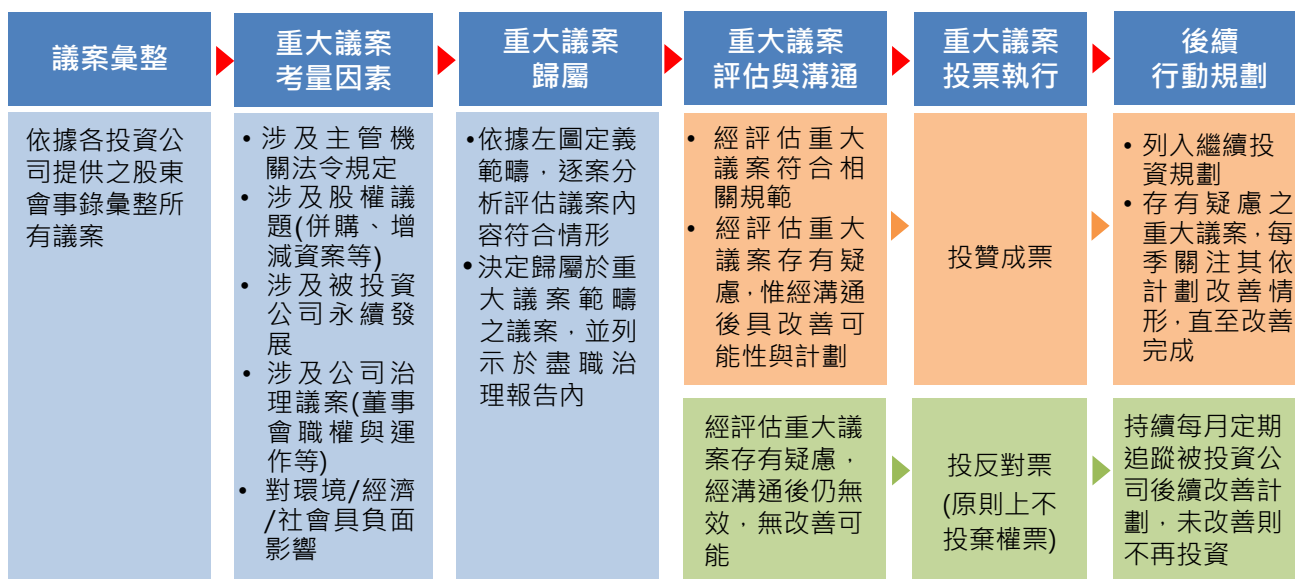 議案彙整
重大議案
考量因素
重大議案
歸屬
重大議案
評估與溝通
重大議案
投票執行
後續
行動規劃
依據各投資公
司提供之股東
會事錄彙整所
有議案
• 涉及主管機
關法令規定
• 涉及股權議
題(併購、增
減資案等)
• 涉及被投資
公司永續發
展
• 涉及公司治
理議案(董事
會職權與運
作等)
• 對環境/經濟
/社會具負面
影響
•依據左圖定義
範疇，逐案分
析評估議案內
容符合情形
•決定歸屬於重
大議案範疇
之議案，並列
示於盡職治
理報告內
• 經評估重大
議案符合相
關規範
• 經評估重大
議案存有疑
慮，惟經溝通
後具改善可
能性與計劃
投贊成票
• 列入繼續投
資規劃
• 存有疑慮之
重大議案，每
季關注其依
計劃改善情
形，直至改善
完成
經評估重大議
案存有疑慮，
經溝通後仍無
效，無改善可
能
投反對票
(原則上不
投棄權票)
持續每月定期
追蹤被投資公
司後續改善計
劃，未改善則
不再投資